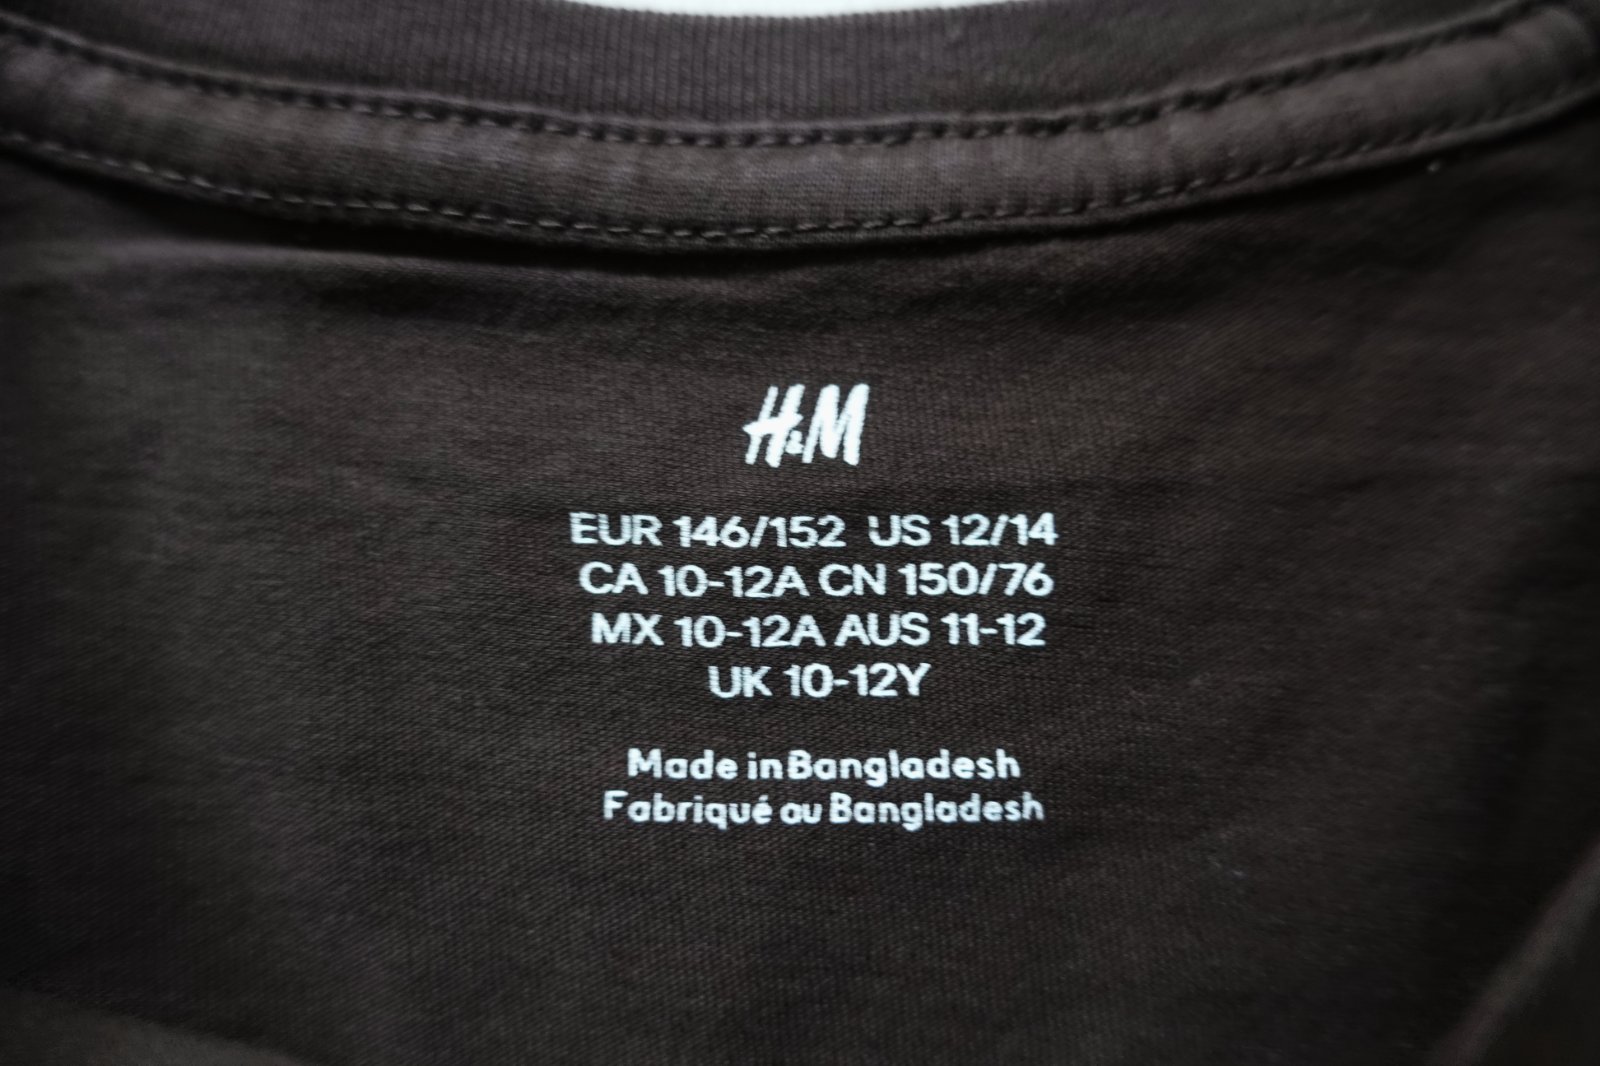 H&M
EUR 146/152 US 12/14
CA 10-12A CN 150/76
MX 10-12A AUS 11-12
UK 10-12Y
Made in Bangladesh
Fabriqué au Bangladesh